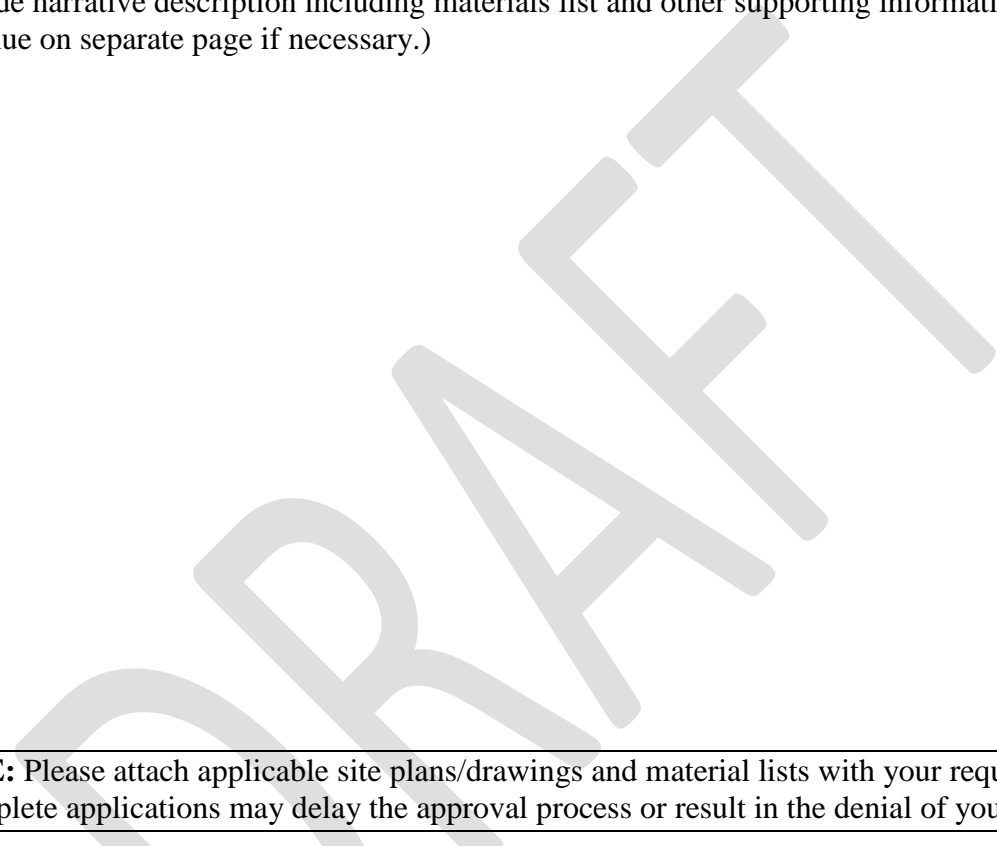 de narrative description including materials list and other supporting informati
ue on separate page if necessary.)
DRAFT
E: Please attach applicable site plans/drawings and material lists with your requ
plete applications may delay the approval process or result in the denial of you